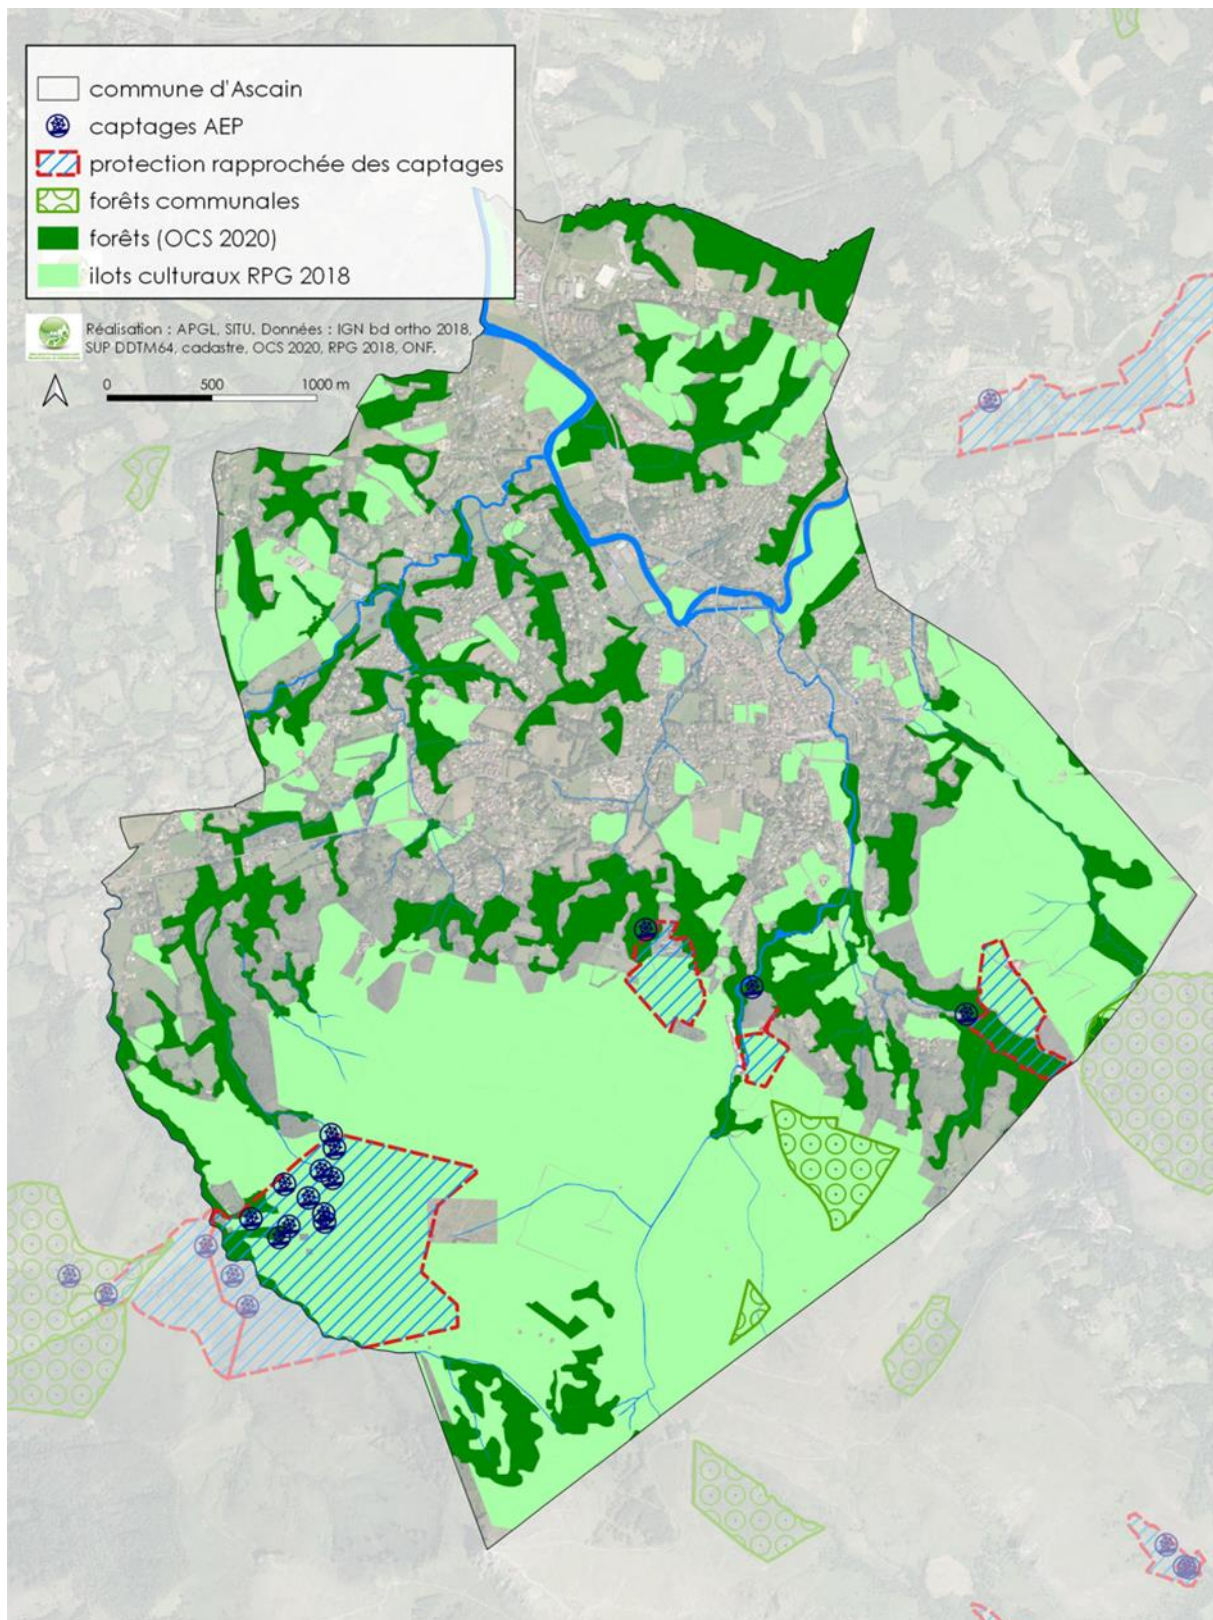 commune d'Ascain
captages AEP
protection rapprochée des captages
forêts communales
forêts (OCS 2020)
ilots culturaux RPG 2018
Réalisation : APGL, SITU. Données : IGN bd ortho 2018,
SUP DDTM64, cadastre, OCS 2020, RPG 2018, ONF.
0 500 1000 m